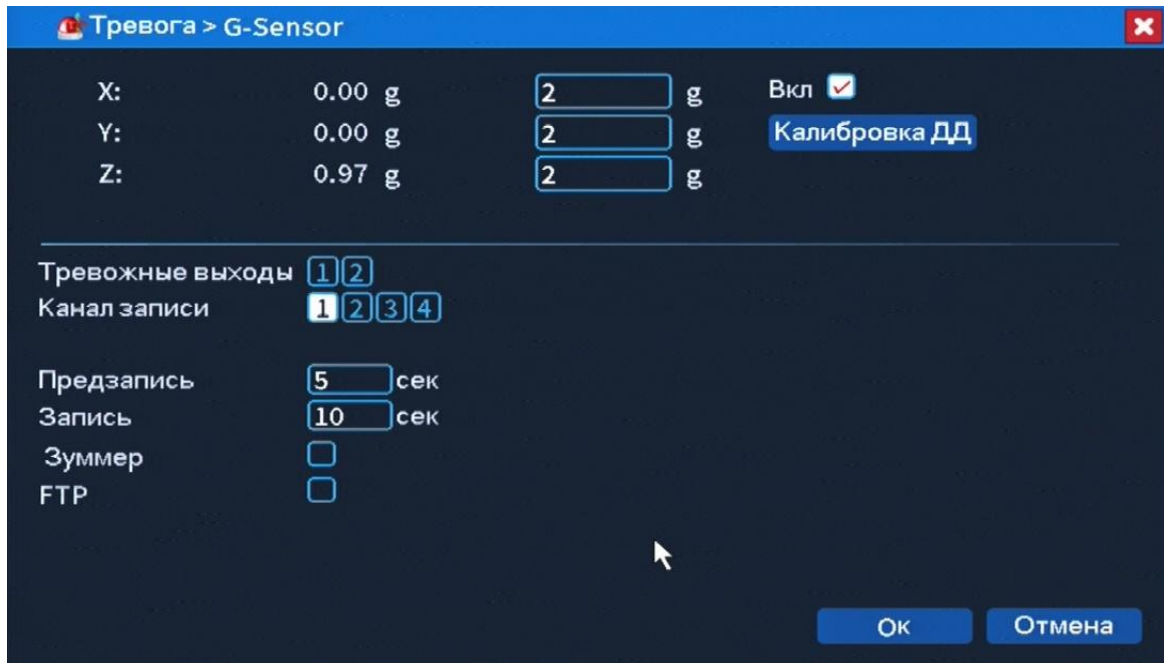 Тревога > G-Sensor
X: 0.00 g 2 g Вкл
Y: 0.00 g 2 g Калибровка ДД
Z: 0.97 g 2 g
Тревожные выходы 1 2
Канал записи 1 2 3 4
Предзапись 5 сек
Запись 10 сек
Зуммер
FTP
Ок Отмена